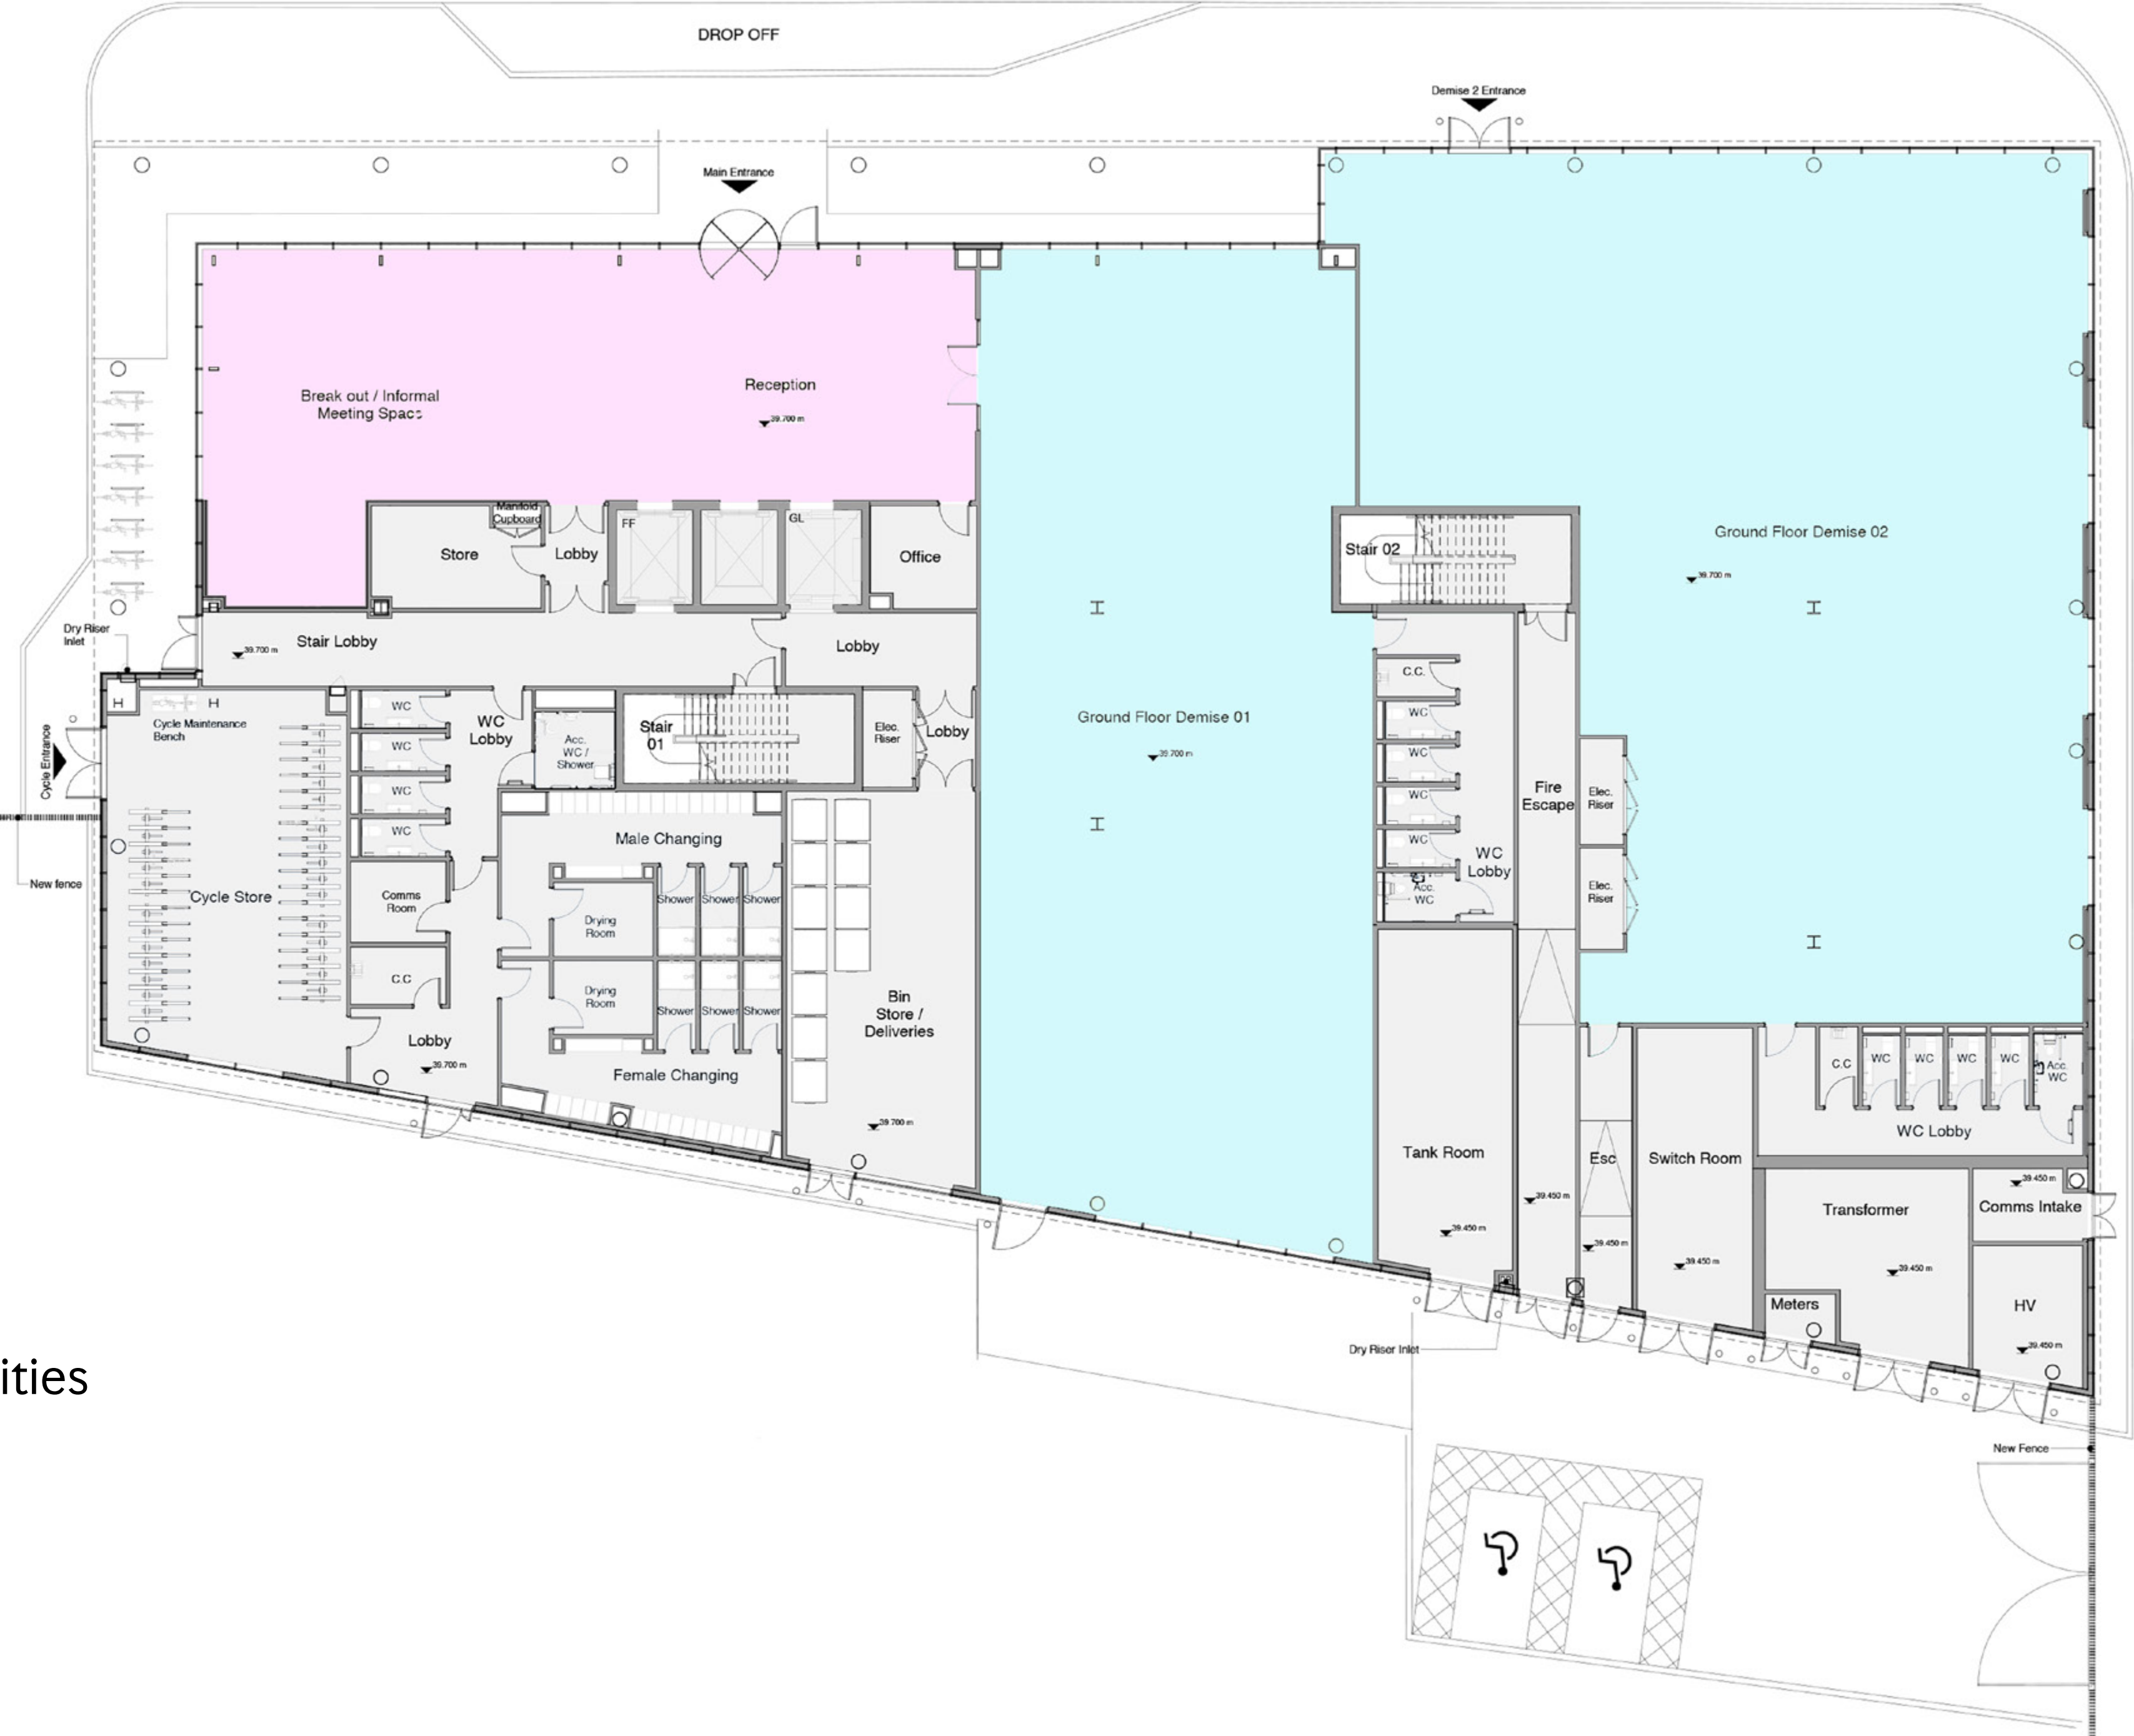 DROP OFF
Demise 2 Entrance
Main Entrance
Break out / Informal
Meeting Space
Reception
39.700 m
Manifold
Cupboard
Store
Lobby
FF
GL
Office
Stair 02
Ground Floor Demise 02
39.700 m
Dry Riser
Inlet
Stair Lobby
39.700 m
Lobby
C.C.
H
H
Cycle Maintenance
Bench
Cycle Entrance
WC
WC
WC
WC
WC
Lobby
Acc.
WC /
Shower
Stair
01
Elec.
Riser
Lobby
Ground Floor Demise 01
39.700 m
WC
WC
WC
WC
WC
Lobby
Acc.
WC
Fire
Escape
Elec.
Riser
Elec.
Riser
New fence
Cycle Store
Comms
Room
C.C
Lobby
39.700 m
Male Changing
Drying
Room
Shower
Shower
Shower
Drying
Room
Shower
Shower
Shower
Female Changing
Bin
Store /
Deliveries
39.700 m
Tank Room
39.450 m
39.450 m
Esc
39.450 m
Switch Room
39.450 m
C.C
WC
WC
WC
WC
Acc.
WC
WC Lobby
Transformer
39.450 m
39.450 m
Comms Intake
Meters
HV
39.450 m
Dry Riser Inlet
ities
New Fence